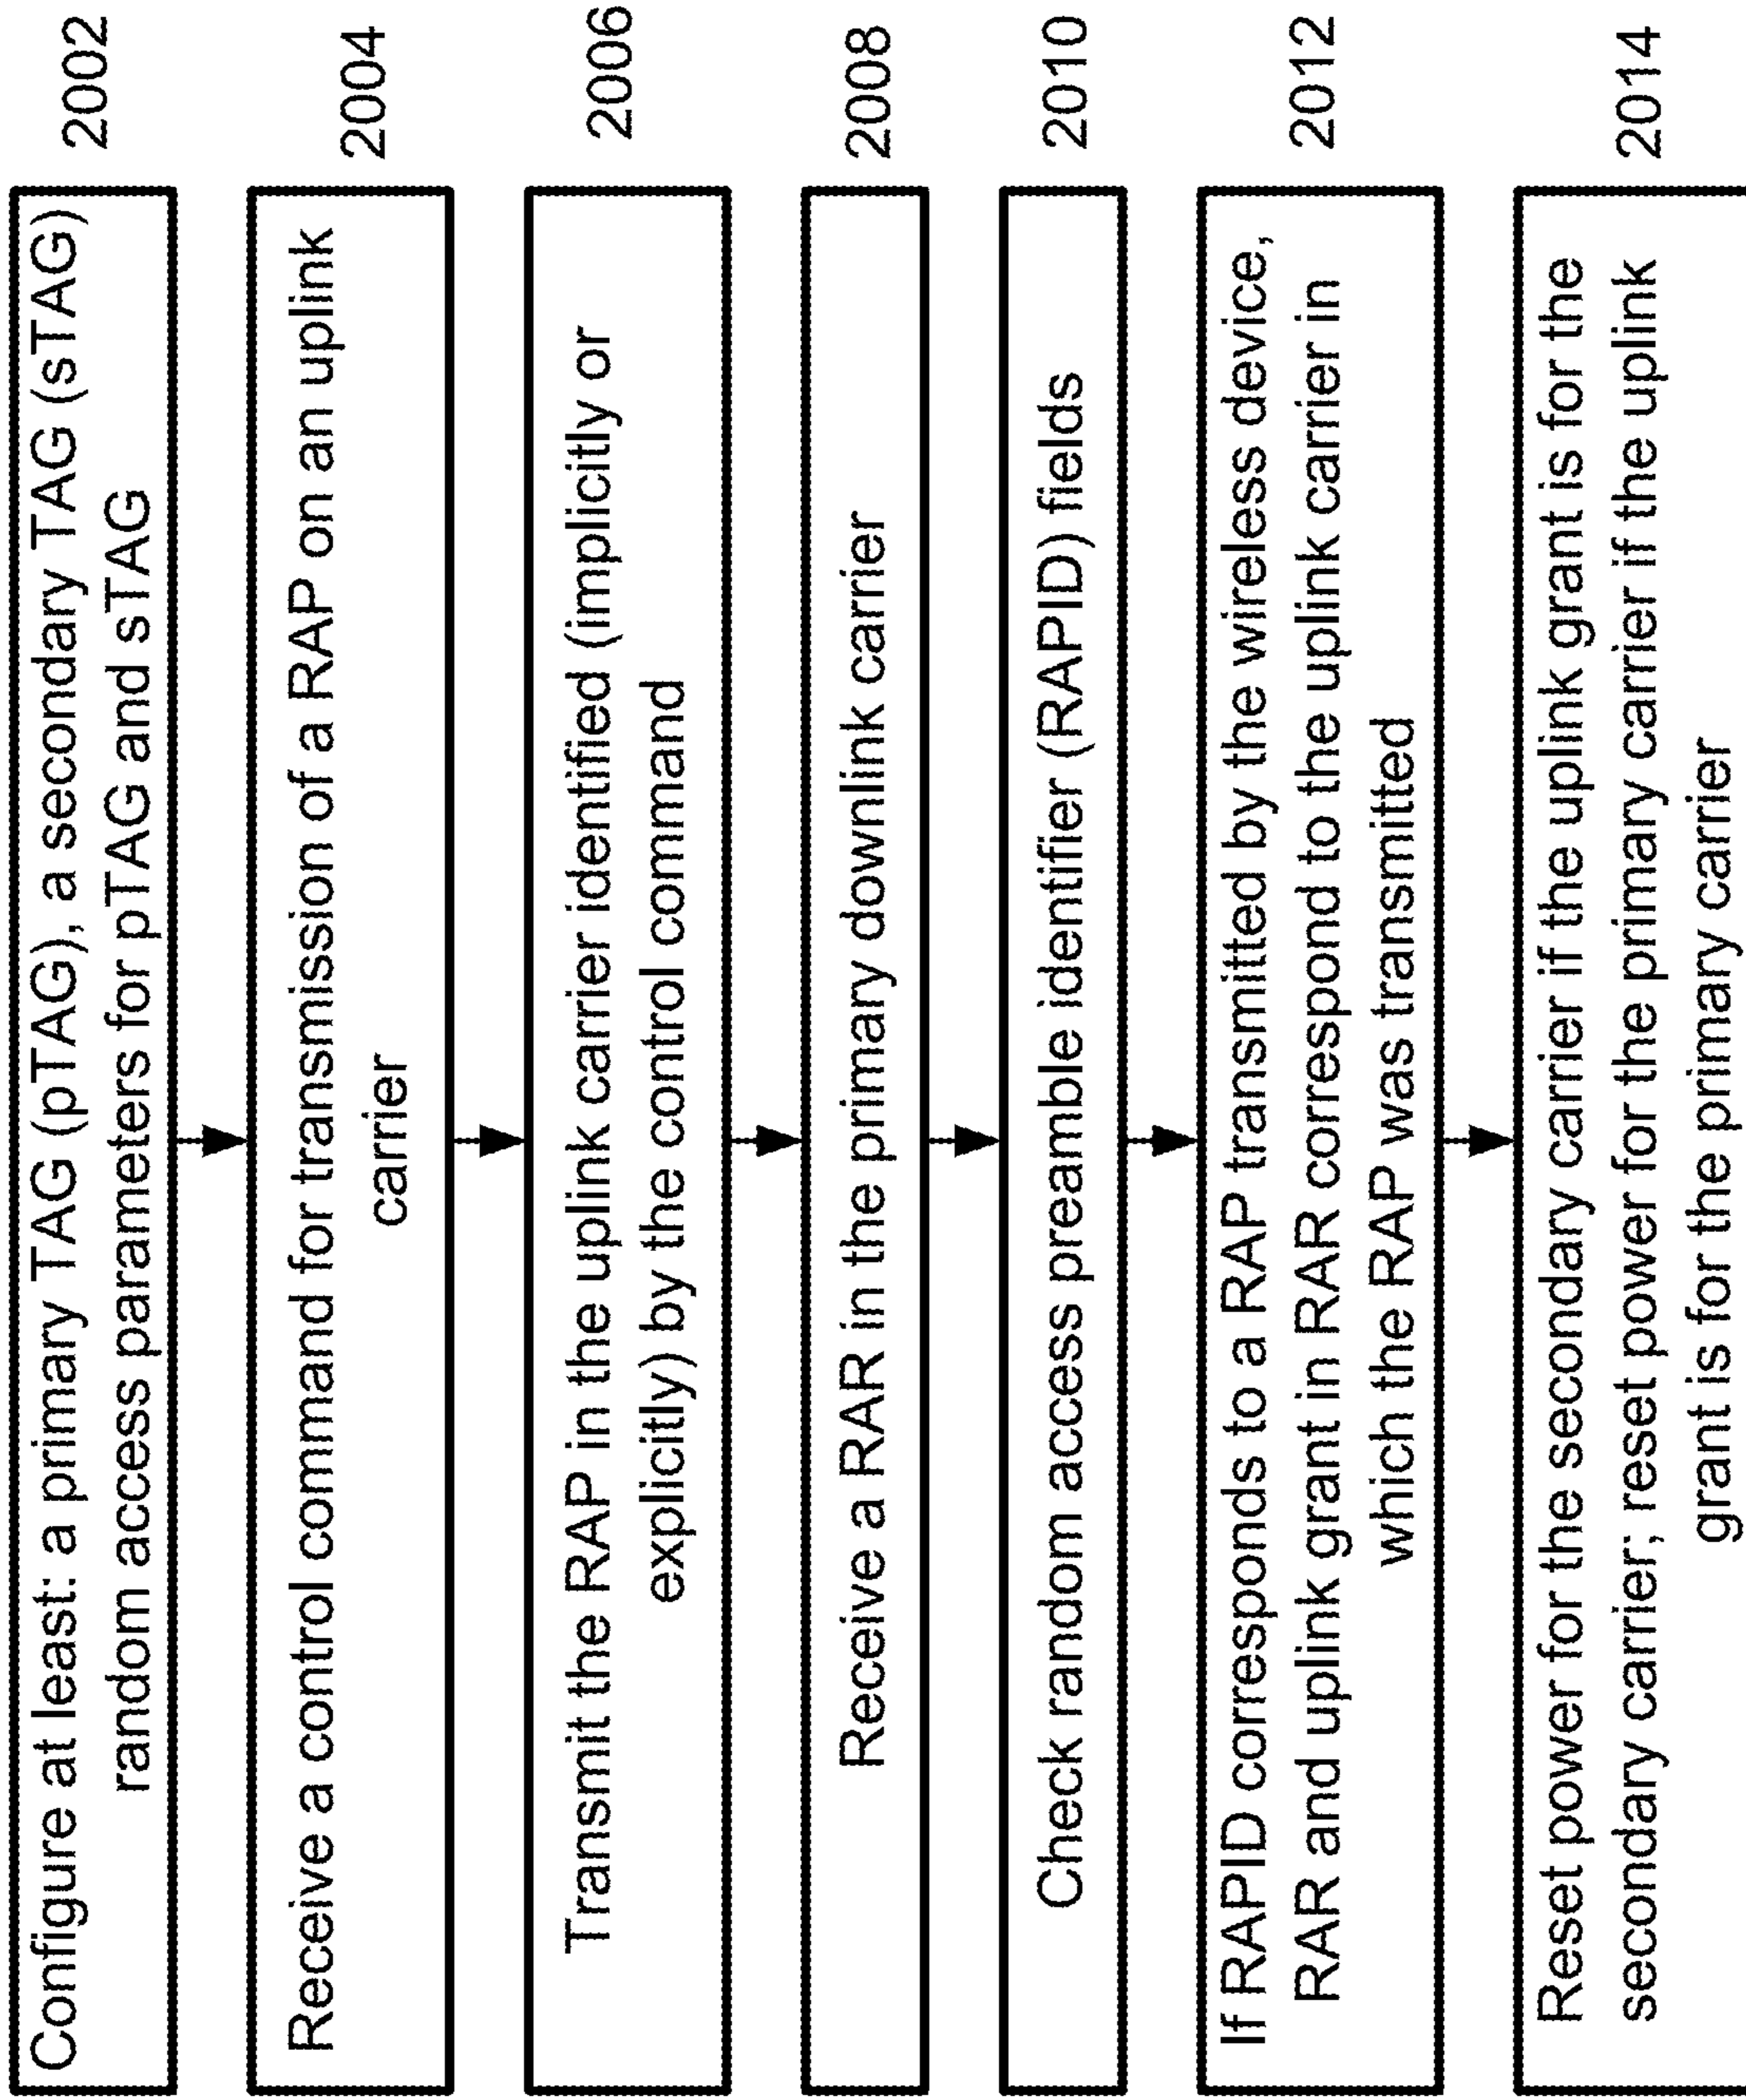 Configure at least: a primary TAG (pTAG), a secondary TAG (sTAG)
random access parameters for pTAG and sTAG
2002
Receive a control command for transmission of a RAP on an uplink
carrier
2004
Transmit the RAP in the uplink carrier identified (implicitly or
explicitly) by the control command
2006
Receive a RAR in the primary downlink carrier
2008
Check random access preamble identifier (RAPID) fields
2010
If RAPID corresponds to a RAP transmitted by the wireless device,
RAR and uplink grant in RAR correspond to the uplink carrier in
which the RAP was transmitted
2012
Reset power for the secondary carrier if the uplink grant is for the
secondary carrier; reset power for the primary carrier if the uplink
grant is for the primary carrier
2014